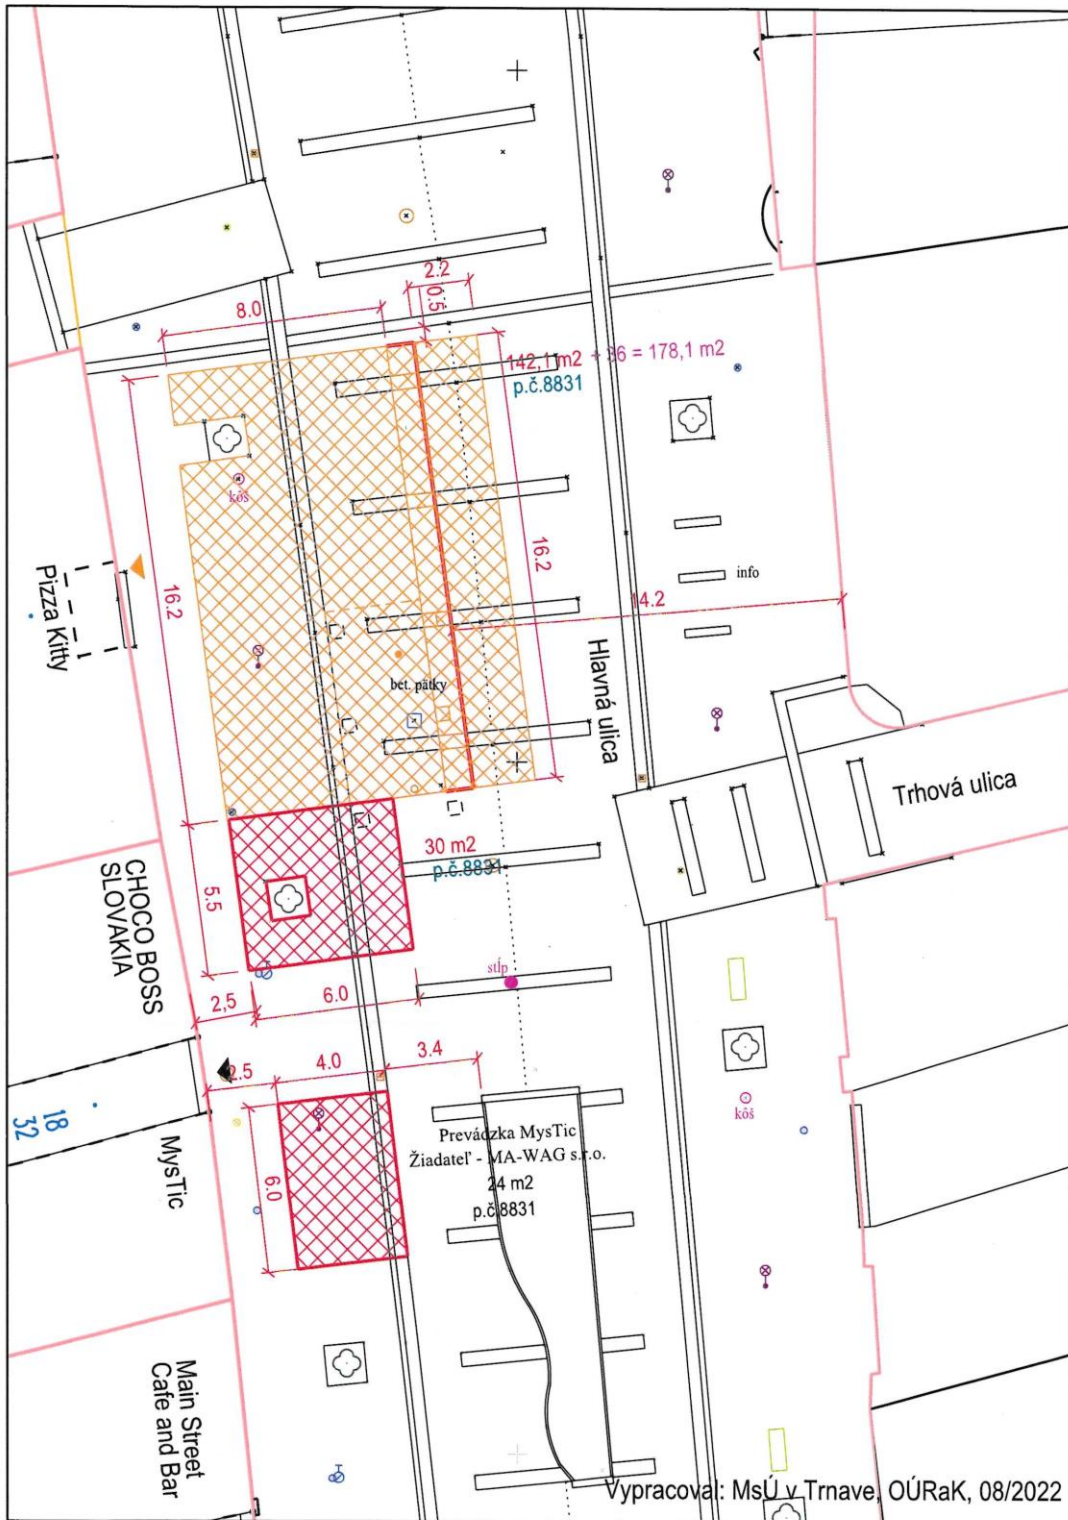 2.2
0.5
8.0
142,1 m2 + 36 = 178,1 m2
p.č.8831
kôš
16.2
16.2
info
14.2
Pizza Kitty
bet. pätky
Hlavná ulica
Trhová ulica
30 m2
p.č.8831
CHOCO BOSS
SLOVAKIA
5.5
stĺp
2,5
6.0
3.4
4.0
2.5
kôš
18
32
MysTic
Prevádzka MysTic
Žiadateľ - MA-WAG s.r.o.
24 m2
p.č.8831
6.0
Main Street
Cafe and Bar
Vypracoval: MsÚ v Trnave, OÚRaK, 08/2022